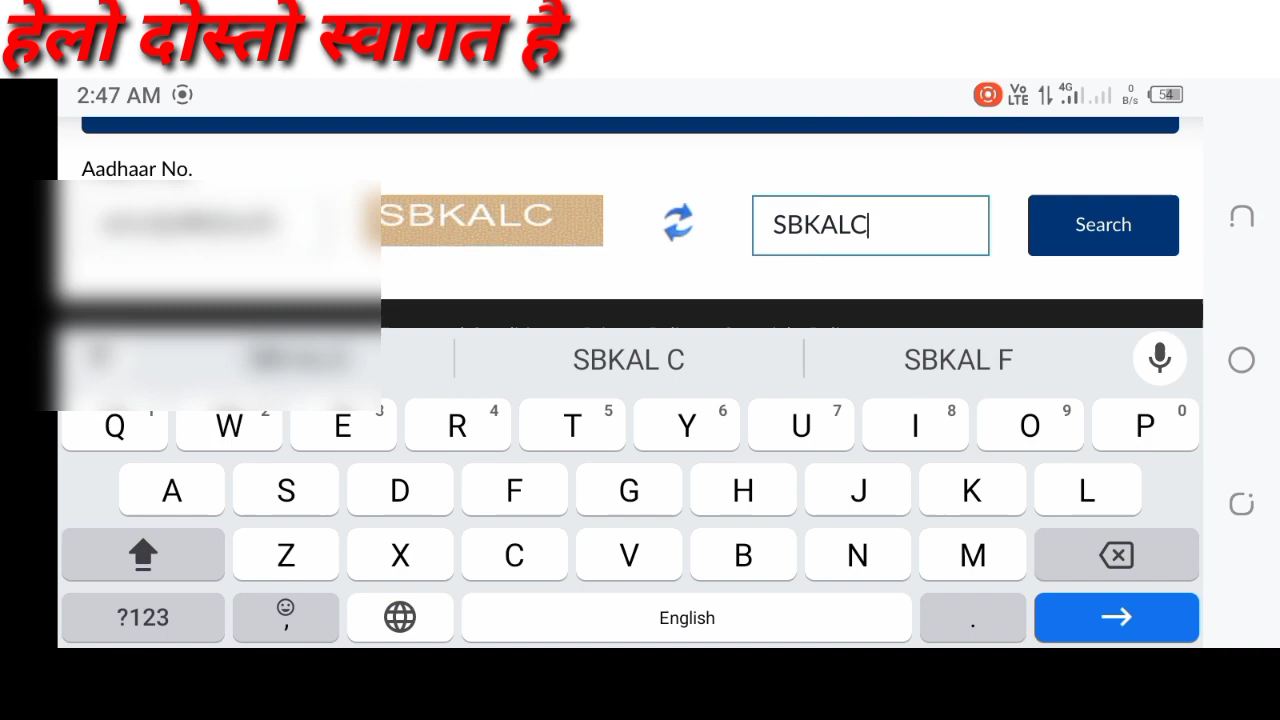 हेलो दोस्तो स्वागत है
2:47 AM Vo LTE 4G 0 B/s 54
Aadhaar No.
SBKALC SBKALC Search
SBKAL C SBKAL F
Q 1 W 2 E 3 R 4 T 5 Y 6 U 7 I 8 O 9 P 0
A S D F G H J K L
Z X C V B N M
?123 , English .